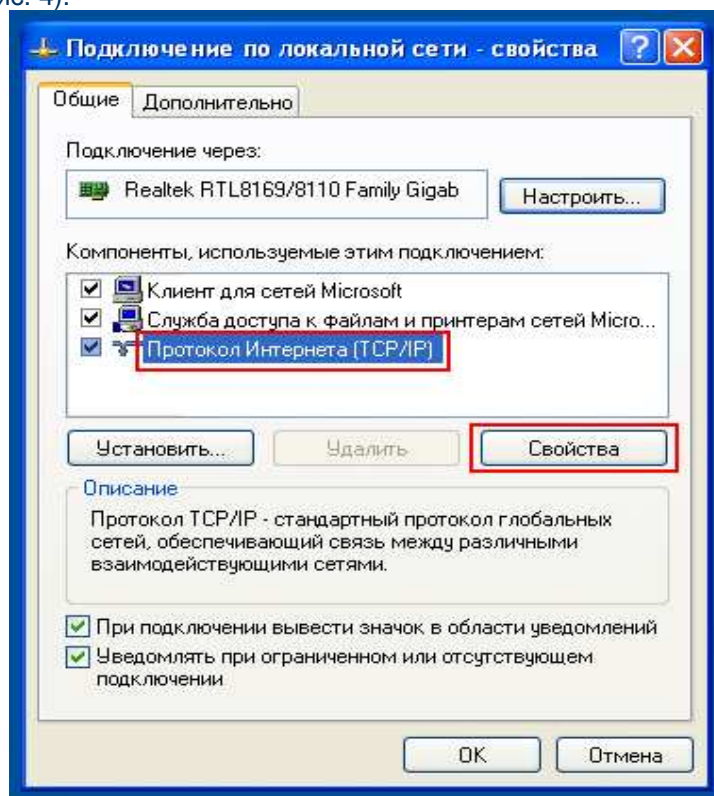 ис. 4).
Подключение по локальной сети - свойства
Общие Дополнительно
Подключение через:
Realtek RTL8169/8110 Family Gigab Настроить...
Компоненты, используемые этим подключением:
Клиент для сетей Microsoft
Служба доступа к файлам и принтерам сетей Micro...
Протокол Интернета (TCP/IP)
Установить... Удалить Свойства
Описание
Протокол TCP/IP - стандартный протокол глобальных
сетей, обеспечивающий связь между различными
взаимодействующими сетями.
При подключении вывести значок в области уведомлений
Уведомлять при ограниченном или отсутствующем
подключении
OK Отмена